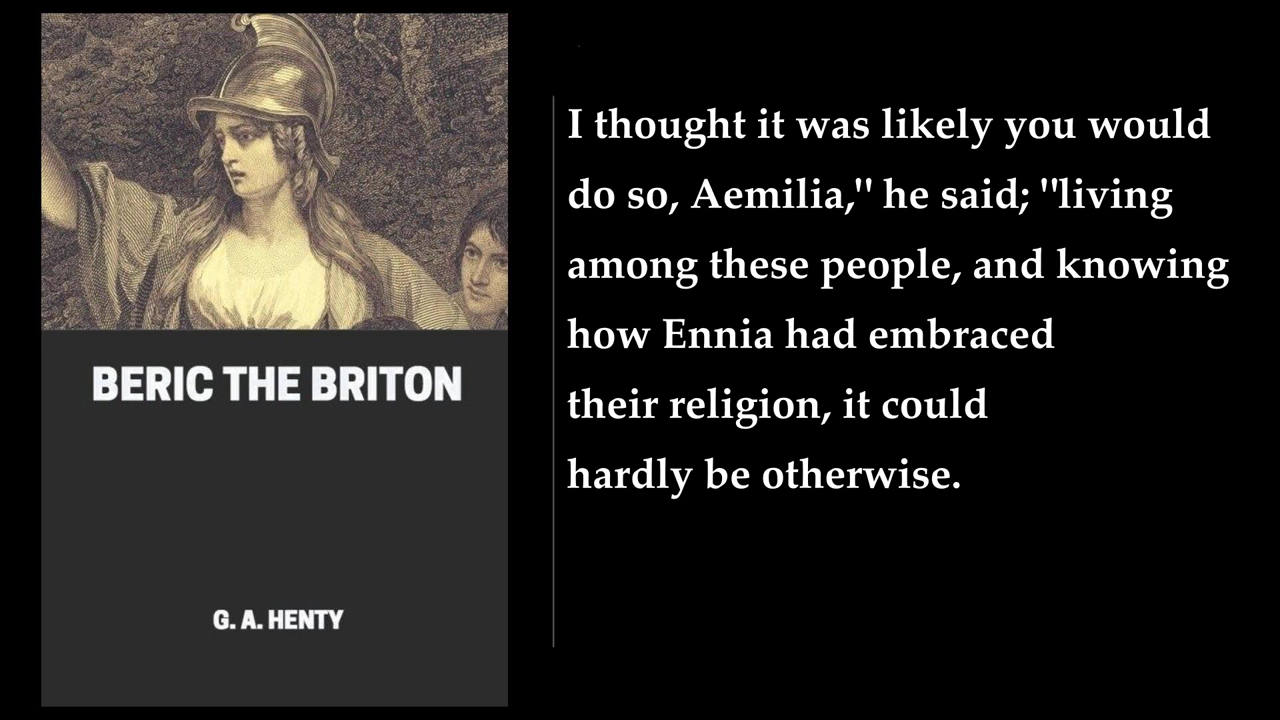 BERIC THE BRITON
G. A. HENTY
I thought it was likely you would
do so, Aemilia," he said; "living
among these people, and knowing
how Ennia had embraced
their religion, it could
hardly be otherwise.